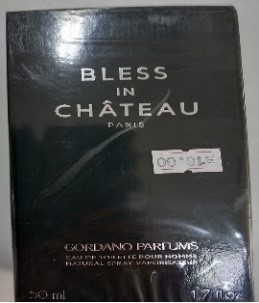 BLESS
IN
CHÂTEAU
PARIS
GORDANO PARFUMS
EAU DE TOILETTE POUR HOMME
NATURAL SPRAY VAPORISATEUR
50 ml 1.7 fl.oz